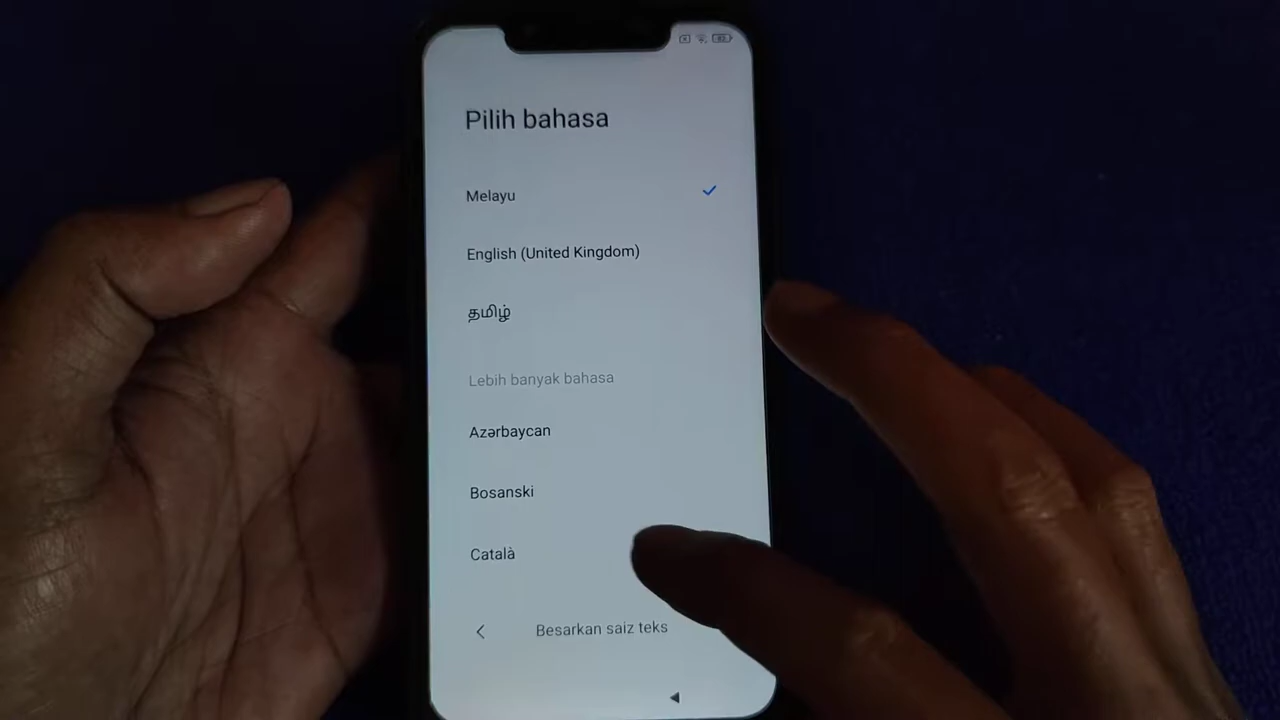 Pilih bahasa
Melayu
English (United Kingdom)
தமிழ்
Lebih banyak bahasa
Azərbaycan
Bosanski
Català
Besarkan saiz teks